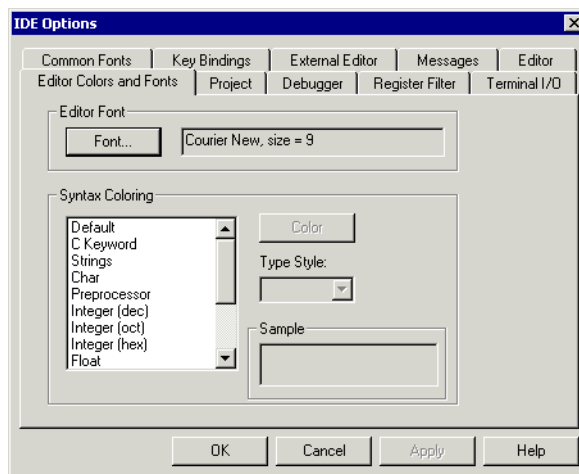 IDE Options
Common Fonts Key Bindings External Editor Messages Editor
Editor Colors and Fonts Project Debugger Register Filter Terminal I/O
Editor Font
Font... Courier New, size = 9
Syntax Coloring
Default
C Keyword
Strings
Char
Preprocessor
Integer (dec)
Integer (oct)
Integer (hex)
Float
Color
Type Style:
Sample
OK Cancel Apply Help